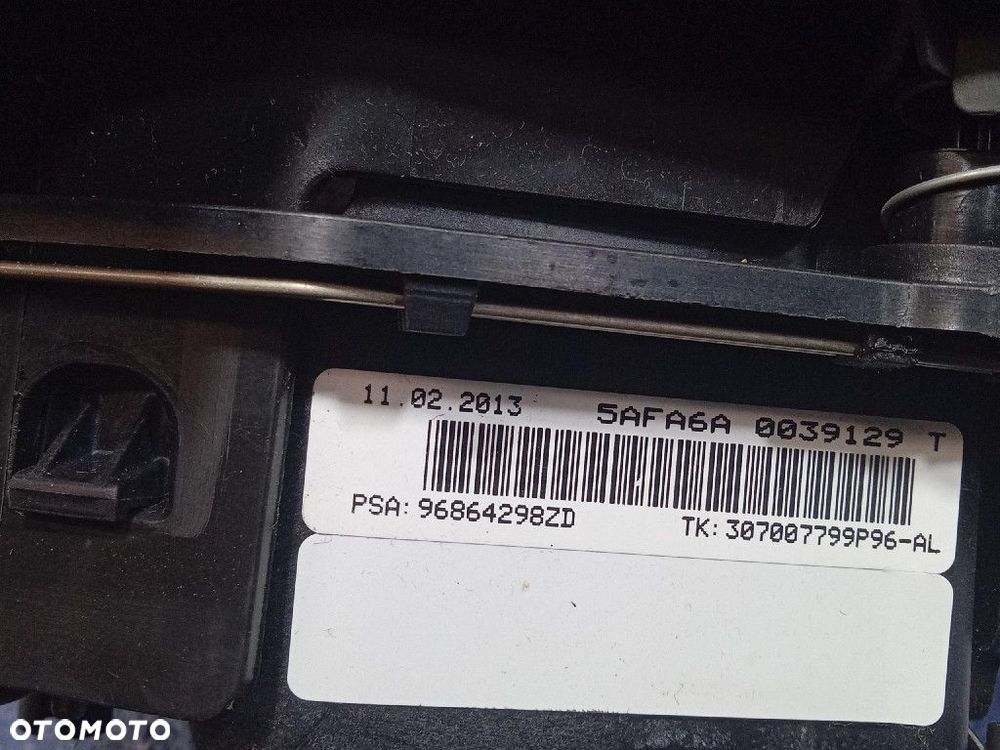 11.02.2013 5AFA6A 0039129 T
PSA: 96864298ZD TK: 307007799P96-AL
OTOMOTO